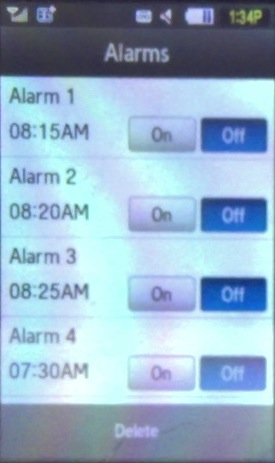 1:34P
Alarms
Alarm 1
08:15AM On Off
Alarm 2
08:20AM On Off
Alarm 3
08:25AM On Off
Alarm 4
07:30AM On Off
Delete